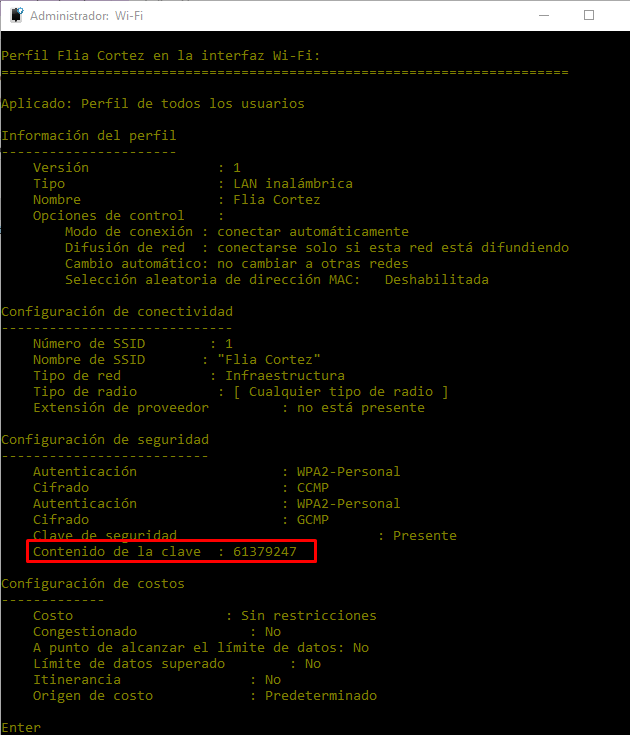 Administrador: Wi-Fi
Perfil Flia Cortez en la interfaz Wi-Fi:
=======================================================================
Aplicado: Perfil de todos los usuarios
Información del perfil
----------------------
Versión : 1
Tipo : LAN inalámbrica
Nombre : Flia Cortez
Opciones de control :
Modo de conexión : conectar automáticamente
Difusión de red : conectarse solo si esta red está difundiendo
Cambio automático: no cambiar a otras redes
Selección aleatoria de dirección MAC: Deshabilitada
Configuración de conectividad
-----------------------------
Número de SSID : 1
Nombre de SSID : "Flia Cortez"
Tipo de red : Infraestructura
Tipo de radio : [ Cualquier tipo de radio ]
Extensión de proveedor : no está presente
Configuración de seguridad
--------------------------
Autenticación : WPA2-Personal
Cifrado : CCMP
Autenticación : WPA2-Personal
Cifrado : GCMP
Clave de seguridad : Presente
Contenido de la clave : 61379247
Configuración de costos
-------------
Costo : Sin restricciones
Congestionado : No
A punto de alcanzar el límite de datos: No
Límite de datos superado : No
Itinerancia : No
Origen de costo : Predeterminado
Enter